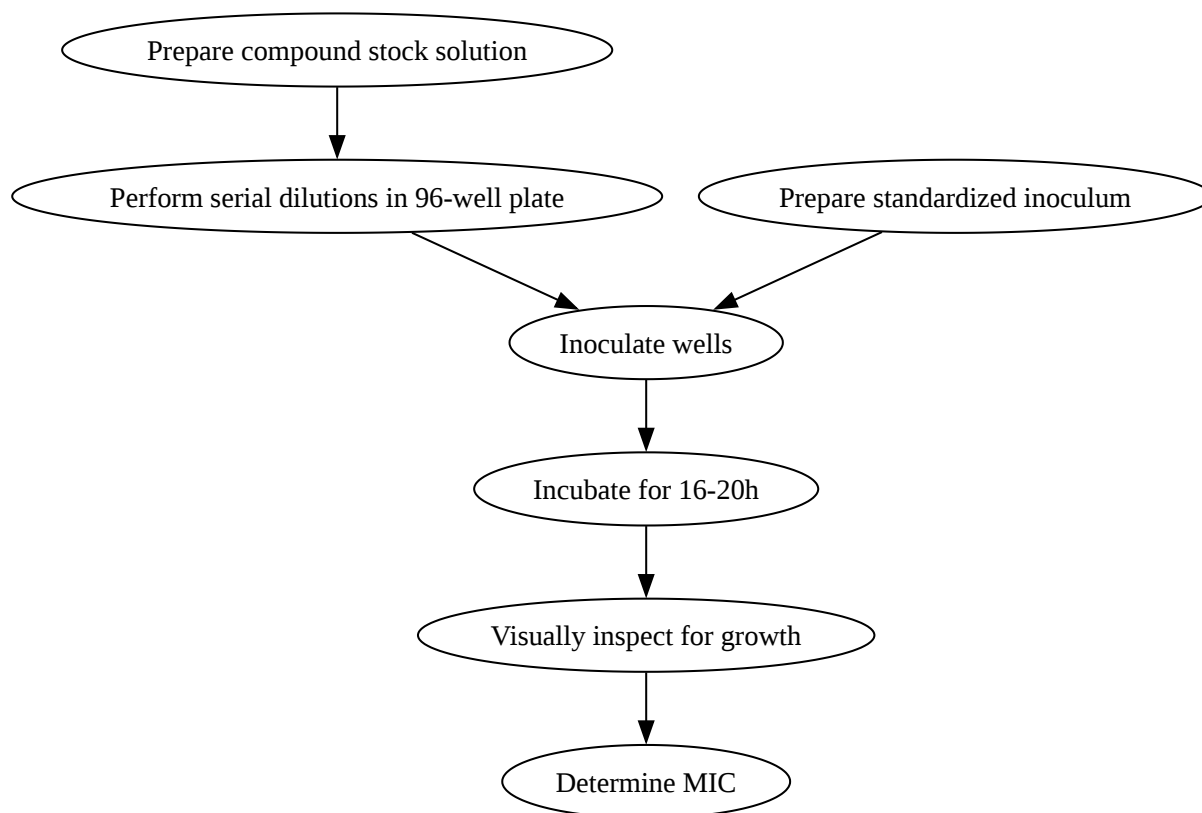 Prepare compound stock solution
Perform serial dilutions in 96-well plate
Prepare standardized inoculum
Inoculate wells
Incubate for 16-20h
Visually inspect for growth
Determine MIC